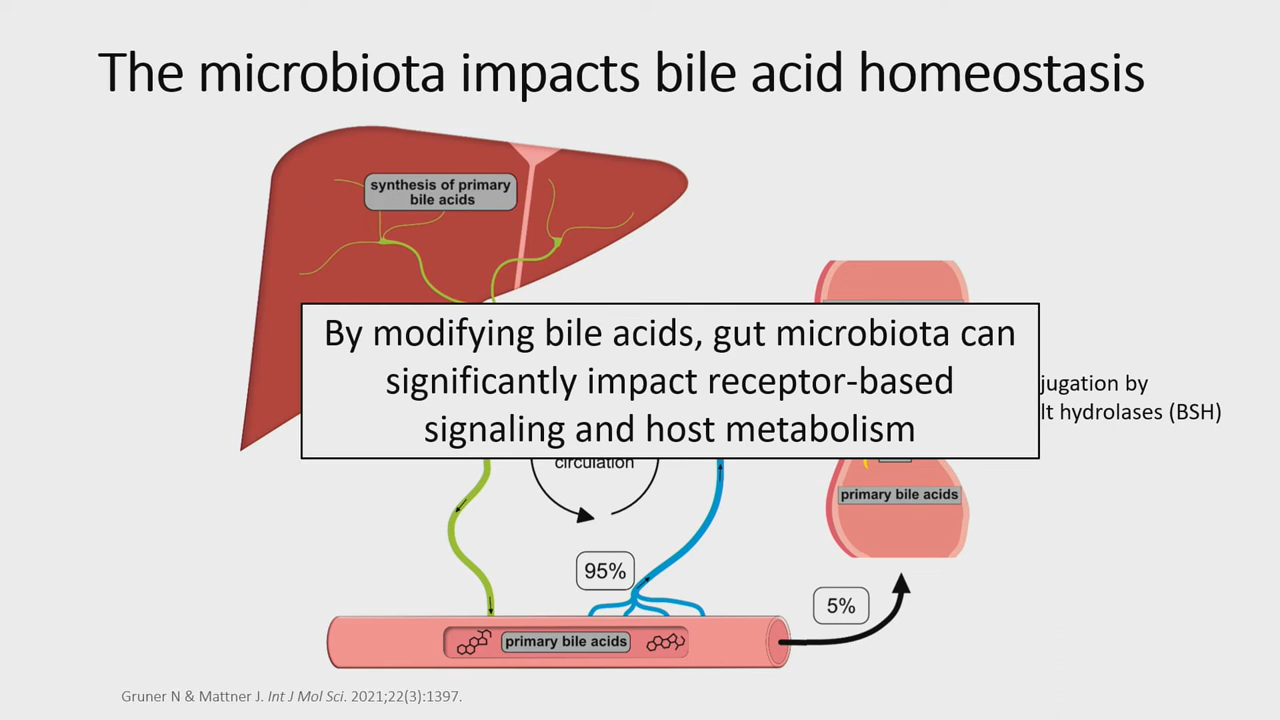 The microbiota impacts bile acid homeostasis
synthesis of primary
bile acids
By modifying bile acids, gut microbiota can
significantly impact receptor-based
signaling and host metabolism
jugation by
lt hydrolases (BSH)
circulation
primary bile acids
95%
5%
primary bile acids
Gruner N & Mattner J. Int J Mol Sci. 2021;22(3):1397.